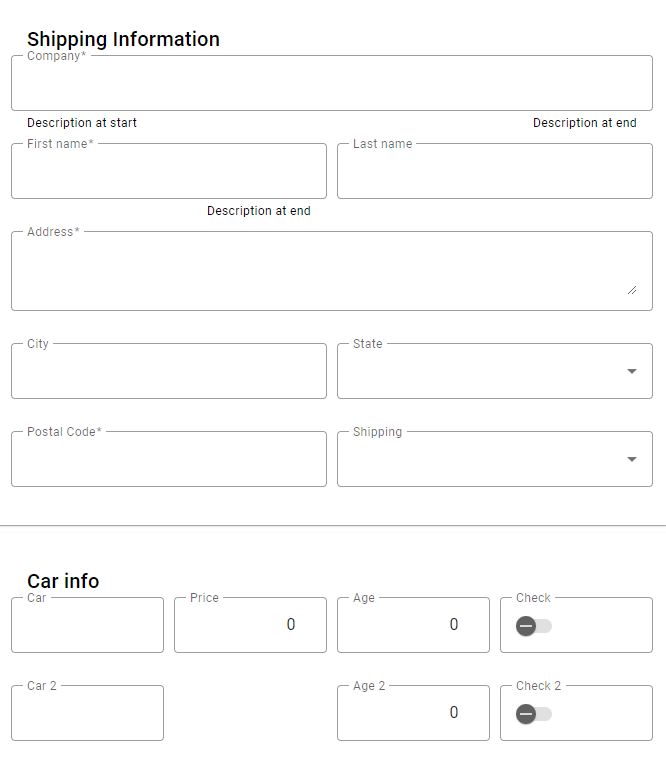 Shipping Information
Company*
Description at start Description at end
First name* Last name
Description at end
Address*
City State
Postal Code* Shipping
Car info
Car Price Age Check
0 0
Car 2 Age 2 Check 2
0